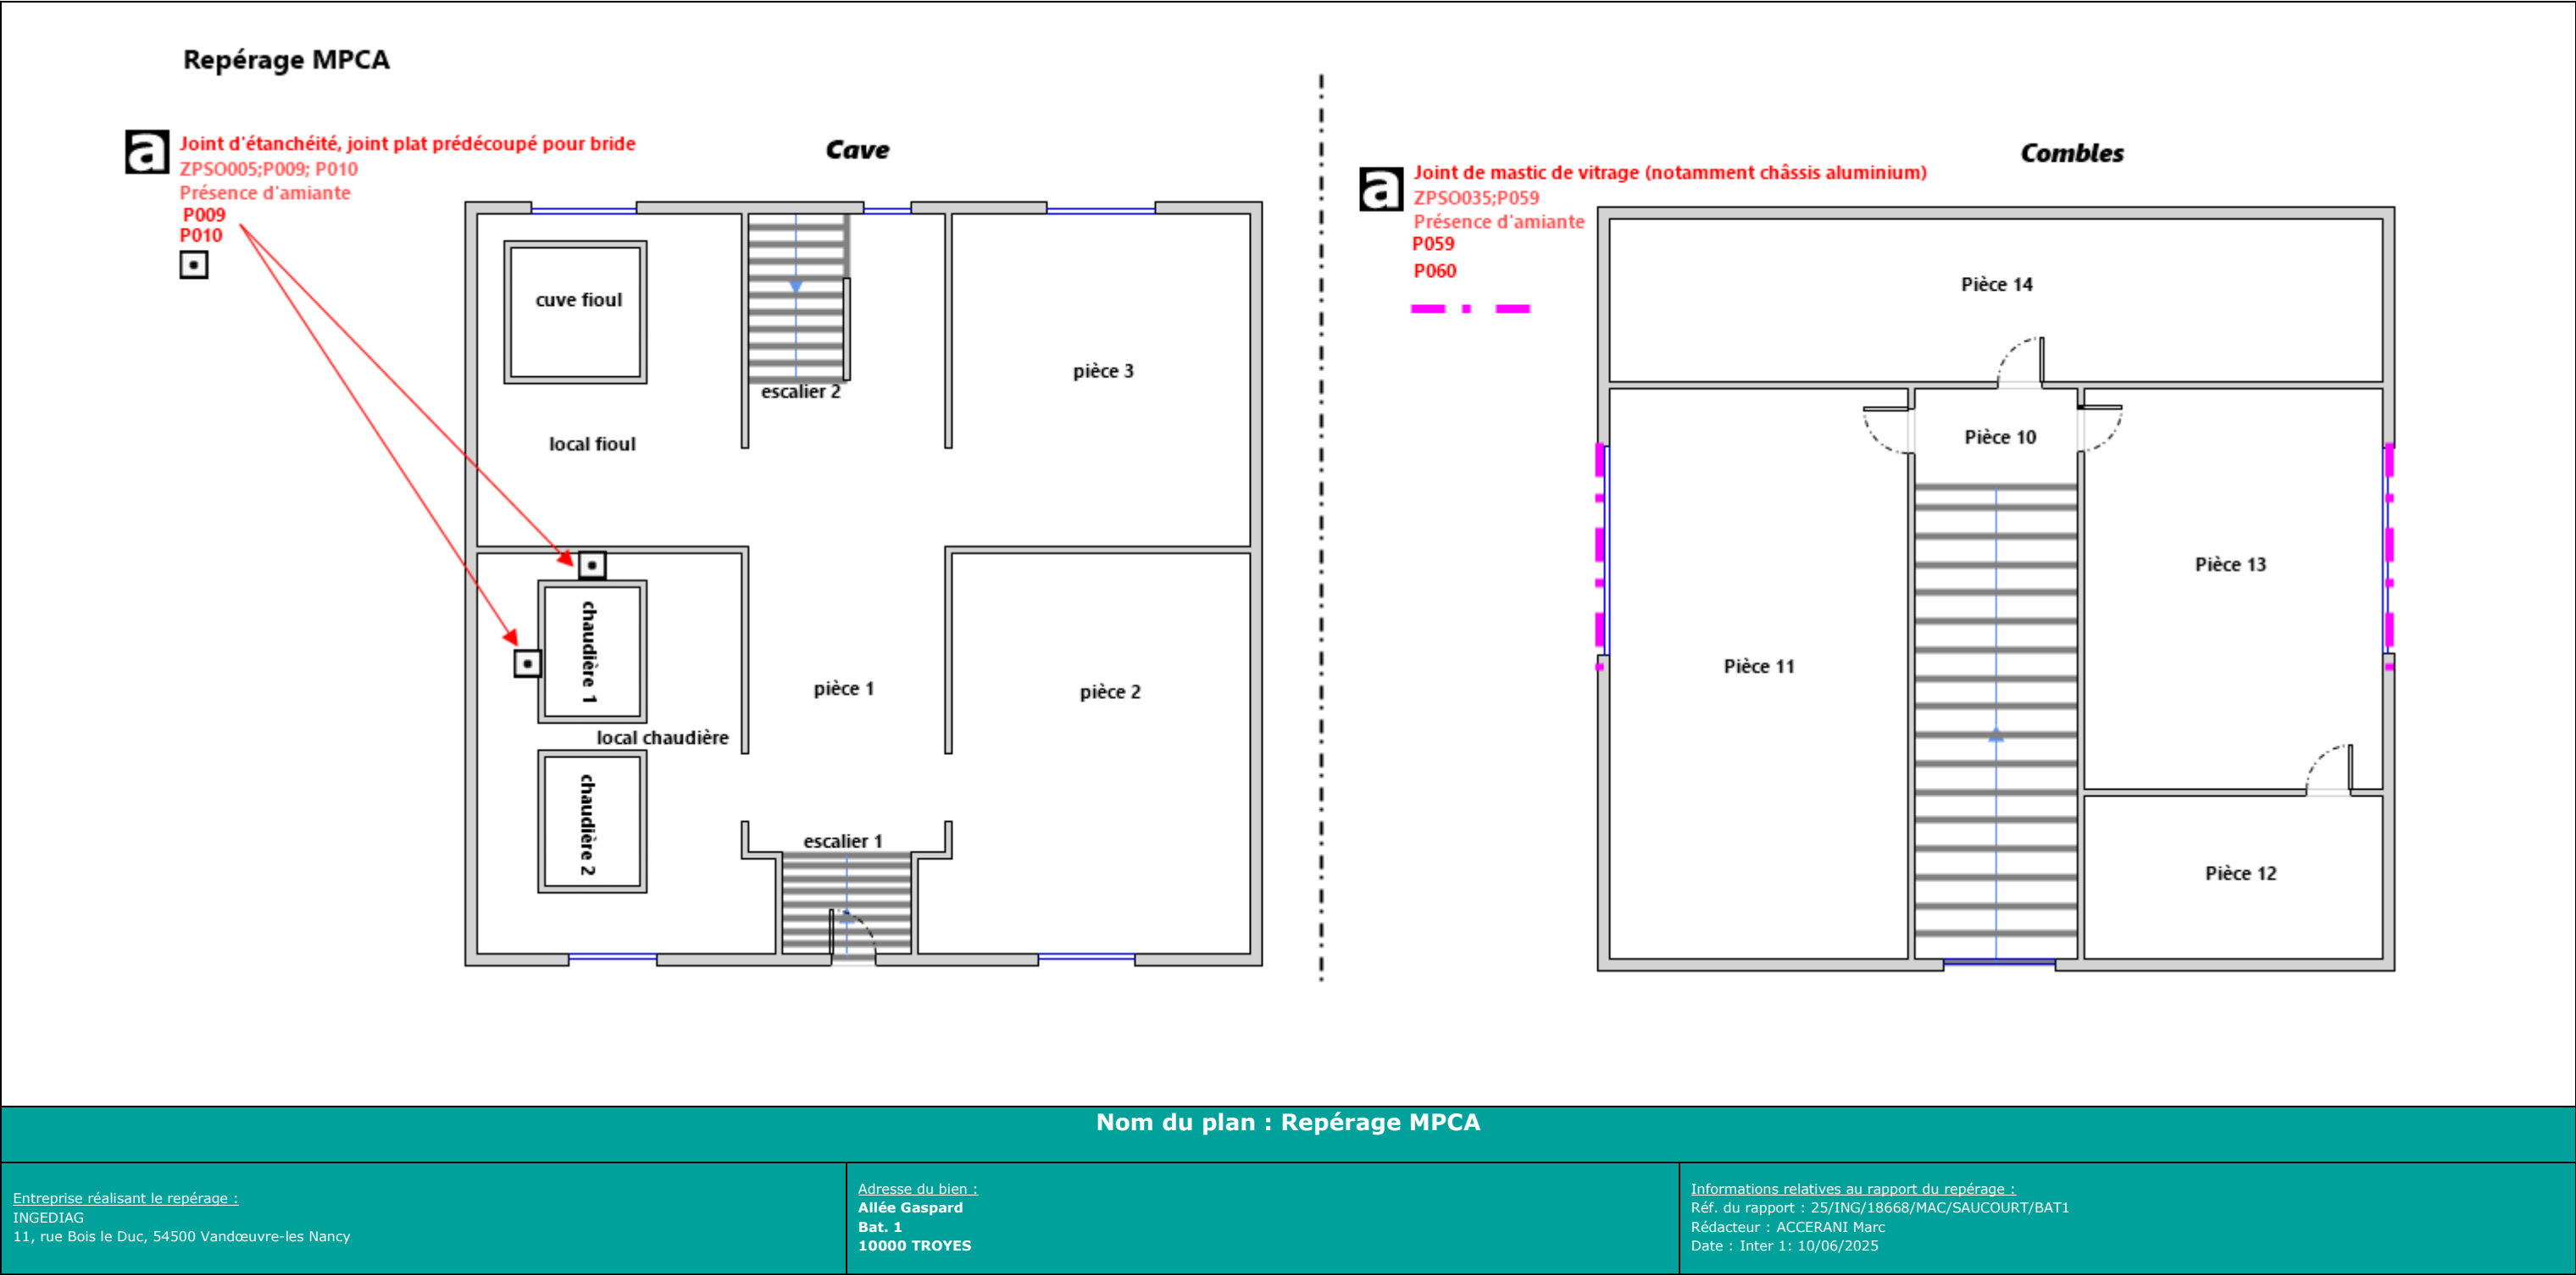 Repérage MPCA
a
Joint d'étanchéité, joint plat prédécoupé pour bride
ZPSO005;P009; P010
Présence d'amiante
P009
P010
Cave
cuve fioul
escalier 2
local fioul
pièce 3
chaudière 1
local chaudière
chaudière 2
pièce 1
pièce 2
escalier 1
a
Joint de mastic de vitrage (notamment châssis aluminium)
ZPSO035;P059
Présence d'amiante
P059
P060
Combles
Pièce 14
Pièce 10
Pièce 13
Pièce 11
Pièce 12
Nom du plan : Repérage MPCA
Entreprise réalisant le repérage :
INGEDIAG
11, rue Bois le Duc, 54500 Vandœuvre-les Nancy
Adresse du bien :
Allée Gaspard
Bat. 1
10000 TROYES
Informations relatives au rapport du repérage :
Réf. du rapport : 25/ING/18668/MAC/SAUCOURT/BAT1
Rédacteur : ACCERANI Marc
Date : Inter 1: 10/06/2025